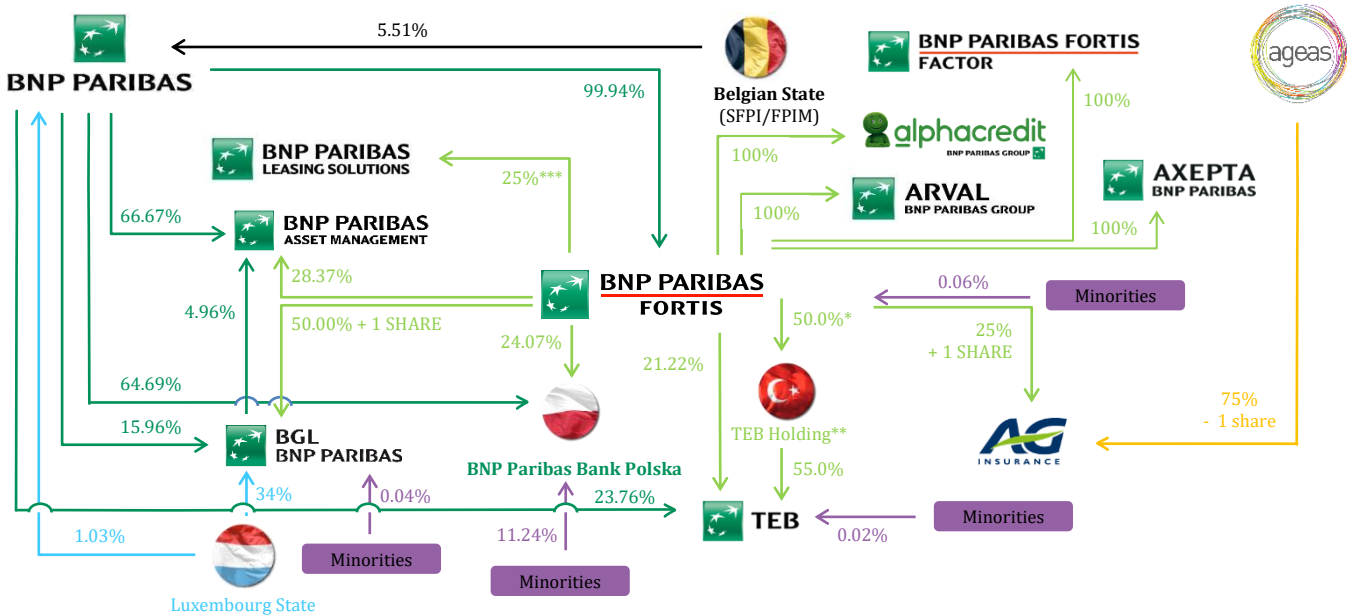 5.51%
BNP PARIBAS
99.94%
Belgian State
(SFPI/FPIM)
BNP PARIBAS FORTIS
FACTOR
ageas
100%
alphacredit
BNP PARIBAS GROUP
100%
BNP PARIBAS
LEASING SOLUTIONS
25%***
ARVAL
BNP PARIBAS GROUP
100%
AXEPTA
BNP PARIBAS
100%
66.67%
BNP PARIBAS
ASSET MANAGEMENT
28.37%
BNP PARIBAS
FORTIS
0.06%
Minorities
4.96%
50.00% + 1 SHARE
24.07%
21.22%
50.0%*
25%
+ 1 SHARE
64.69%
15.96%
BGL
BNP PARIBAS
TEB Holding**
AG
INSURANCE
75%
- 1 share
BNP Paribas Bank Polska
55.0%
34%
0.04%
23.76%
TEB
Minorities
0.02%
1.03%
11.24%
Minorities
Minorities
Luxembourg State